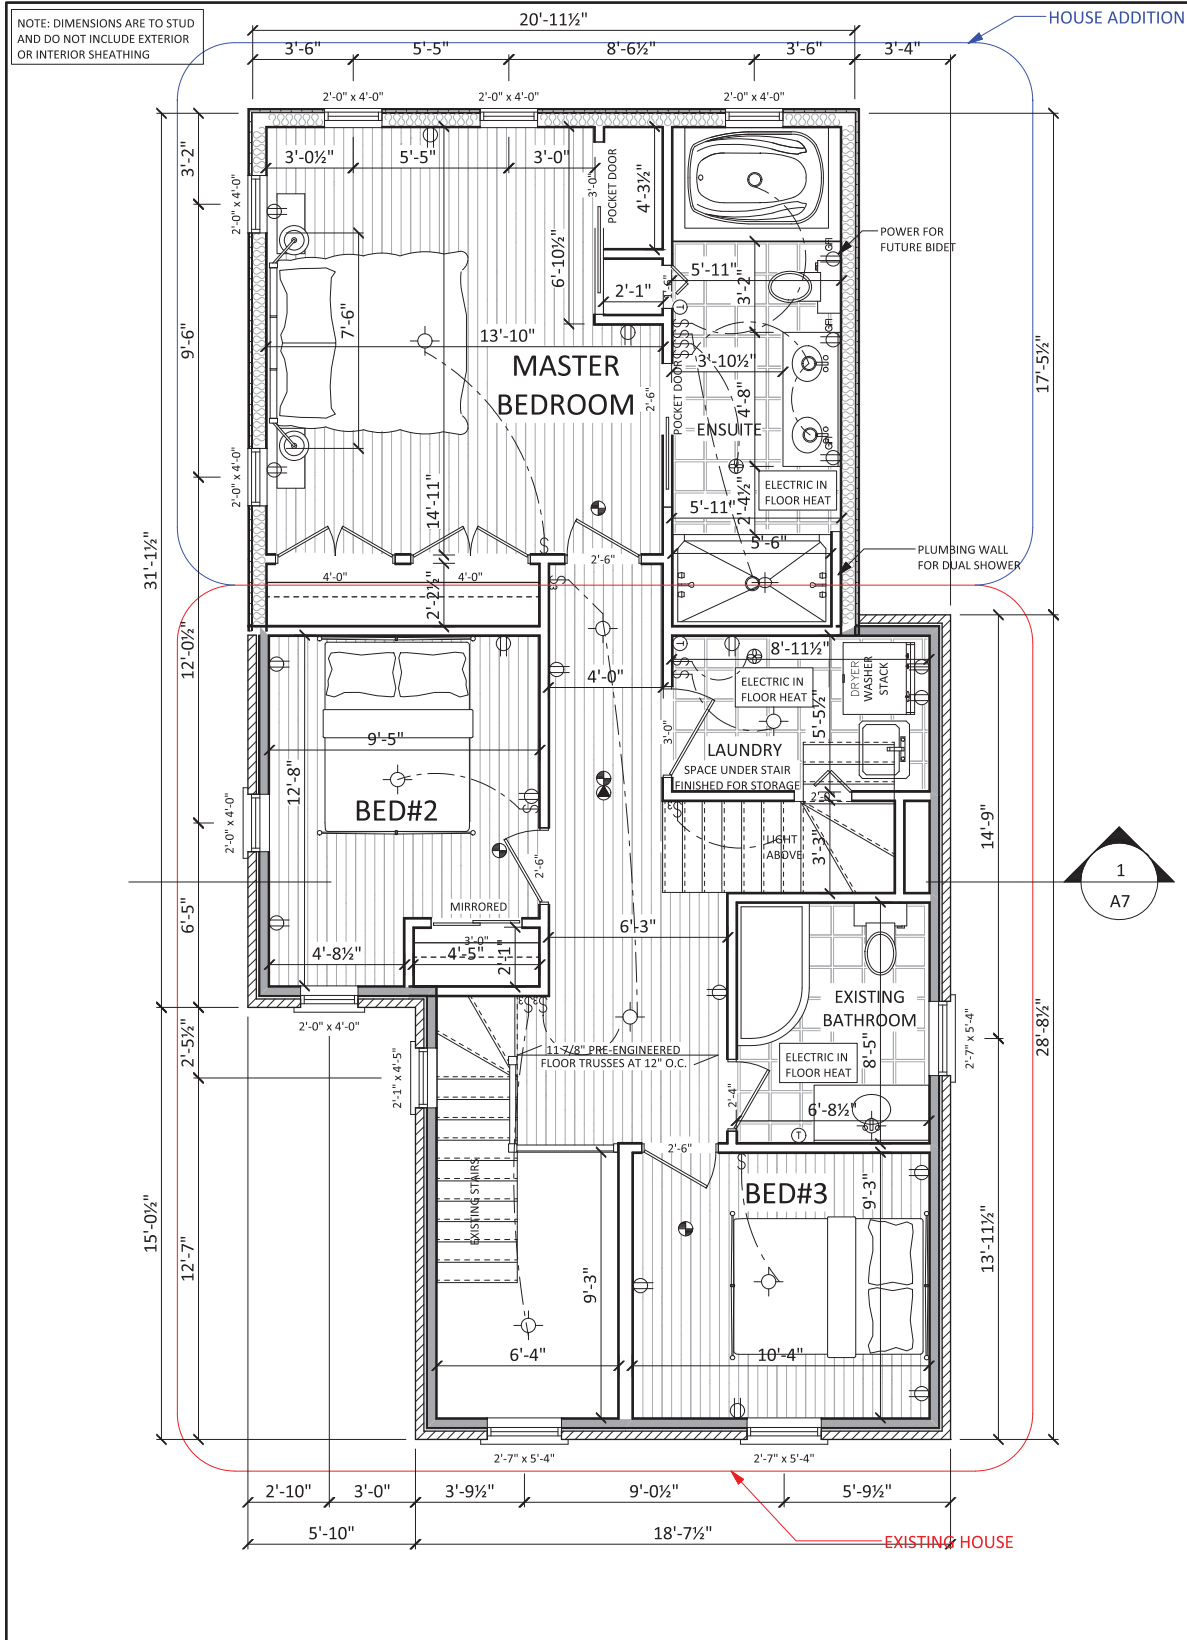 NOTE: DIMENSIONS ARE TO STUD
AND DO NOT INCLUDE EXTERIOR
OR INTERIOR SHEATHING
20'-11½"
HOUSE ADDITION
3'-6"
5'-5"
8'-6½"
3'-6"
3'-4"
2'-0" x 4'-0"
2'-0" x 4'-0"
2'-0" x 4'-0"
3'-2"
3'-0½"
5'-5"
3'-0"
3'-0"
POCKET DOOR
4'-3½"
2'-0" x 4'-0"
GFI
POWER FOR
FUTURE BIDET
6'-10½"
5'-11"
3'-2"
2'-1"
1'-6"
T
GFI
9'-6"
7'-6"
13'-10"
MASTER
BEDROOM
SSSS
3'-10½"
17'-5½"
2'-6"
POCKET DOOR
4'-8"
ENSUITE
GFI
2'-0" x 4'-0"
14'-11"
ELECTRIC IN
FLOOR HEAT
5'-11"
2'-4½"
31'-1½"
S
2'-6"
5'-6"
PLUMBING WALL
FOR DUAL SHOWER
4'-0"
4'-0"
2'-2½"
S3
12'-0½"
T
S
S
8'-11½"
4'-0"
ELECTRIC IN
FLOOR HEAT
DRYER
WASHER
STACK
5'-5½"
9'-5"
3'-0"
LAUNDRY
SPACE UNDER STAIR
FINISHED FOR STORAGE
12'-8"
BED#2
S
2'-0" x 4'-0"
S3
LIGHT
ABOVE
3'-3"
14'-9"
2'-6"
1
A7
MIRRORED
6'-5"
3'-0"
4'-8½"
4'-5"
2'-1"
6'-3"
S3
S3
EXISTING
BATHROOM
2'-0" x 4'-0"
2'-5½"
11-7/8" PRE-ENGINEERED
FLOOR TRUSSES AT 12" O.C.
ELECTRIC IN
FLOOR HEAT
8'-5"
2'-7" x 5'-4"
28'-8½"
2'-1" x 4'-5"
2'-4"
6'-8½"
T
2'-6"
S
EXISTING STAIRS
BED#3
9'-3"
15'-0½"
12'-7"
13'-11½"
9'-3"
6'-4"
10'-4"
2'-7" x 5'-4"
2'-7" x 5'-4"
2'-10"
3'-0"
3'-9½"
9'-0½"
5'-9½"
5'-10"
18'-7½"
EXISTING HOUSE